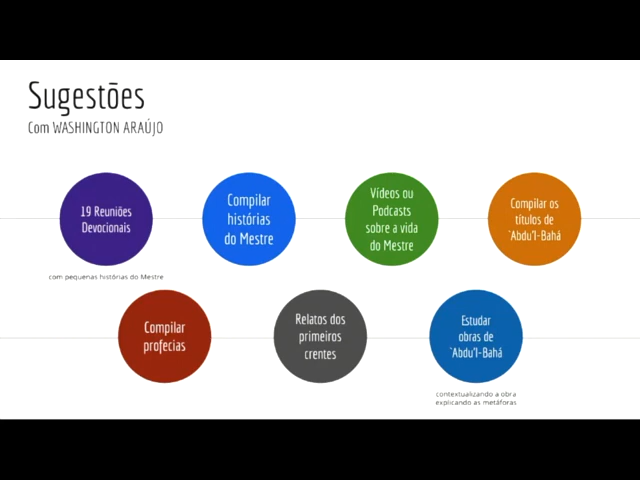 Sugestões
Com WASHINGTON ARAÚJO
19 Reuniões
Devocionais
com pequenas histórias do Mestre
Compilar
histórias
do Mestre
Vídeos ou
Podcasts
sobre a vida
do Mestre
Compilar os
títulos de
`Abdu'l-Bahá
Compilar
profecias
Relatos dos
primeiros
crentes
Estudar
obras de
`Abdu'l-Bahá
contextualizando a obra
explicando as metáforas